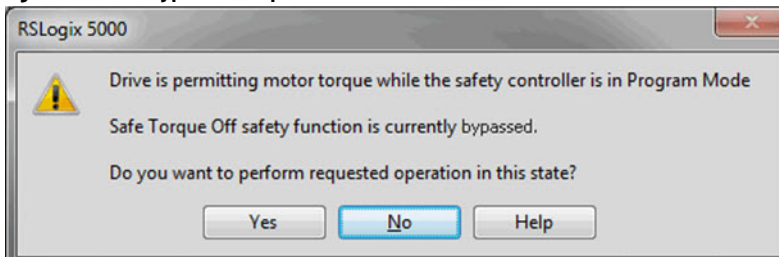 RSLogix 5000
Drive is permitting motor torque while the safety controller is in Program Mode
Safe Torque Off safety function is currently bypassed.
Do you want to perform requested operation in this state?
Yes No Help